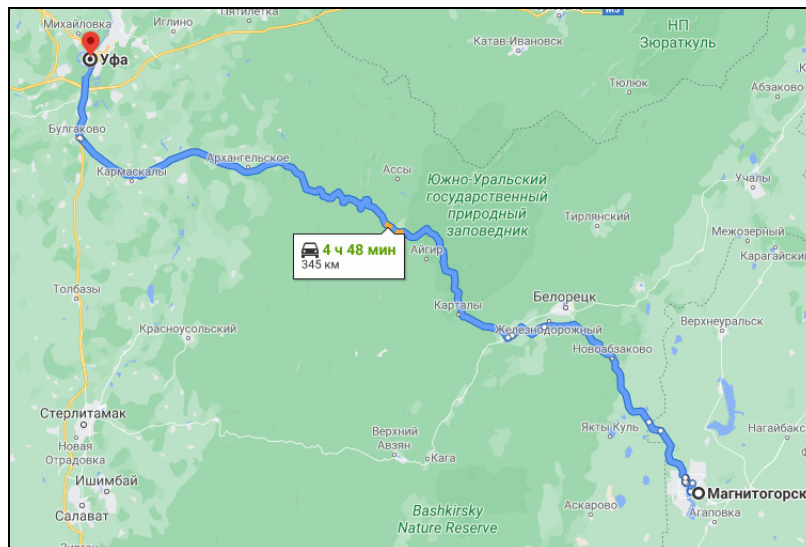 Михайловка
Иглино
Пятилетка
М5
НП
Зюраткуль
Катав-Ивановск
Уфа
Тюлюк
Абзаково
Булгаково
Архангельское
Кармаскалы
Ассы
Южно-Уральский
государственный
природный
заповедник
Учалы
Тирлянский
Межозерный
Карагайский
4 ч 48 мин
345 км
Айгир
Толбазы
Карталы
Белорецк
Красноусольский
Железнодорожный
Верхнеуральск
Новоабзаково
Стерлитамак
Новая
Отрадовка
Верхний
Авзян
Кага
Якты Куль
Нагайбакс
Ишимбай
Салават
Магнитогорск
Агаповка
Аскарово
Bashkirsky
Nature Reserve
Зирган